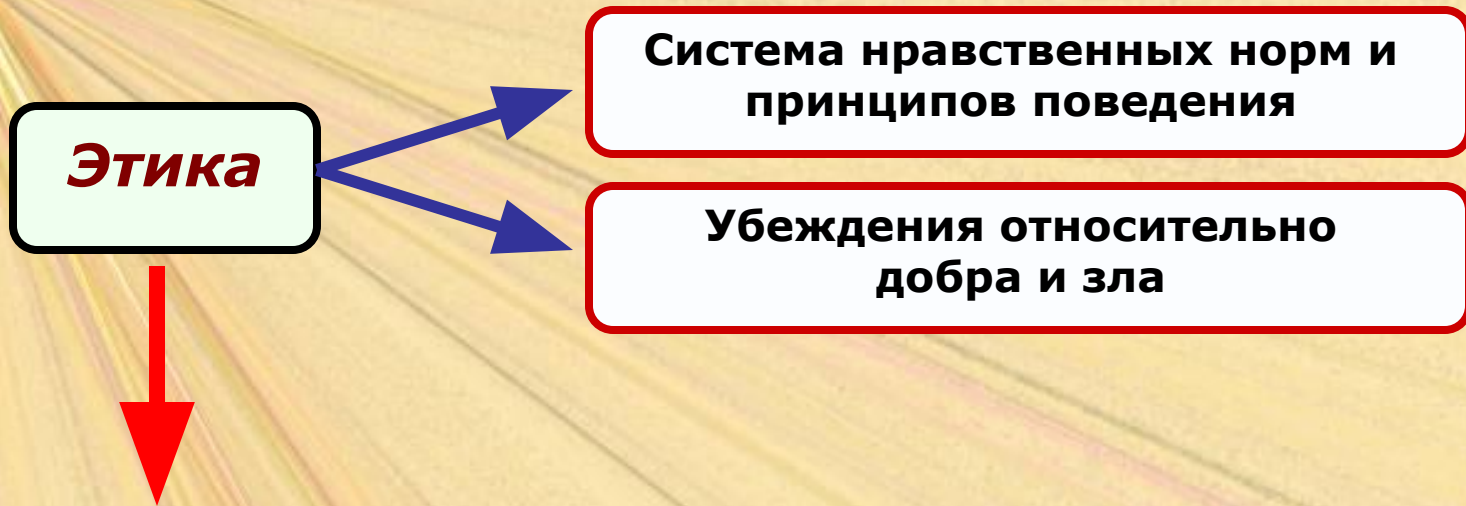 Система нравственных норм и
принципов поведения
Этика
Убеждения относительно
добра и зла